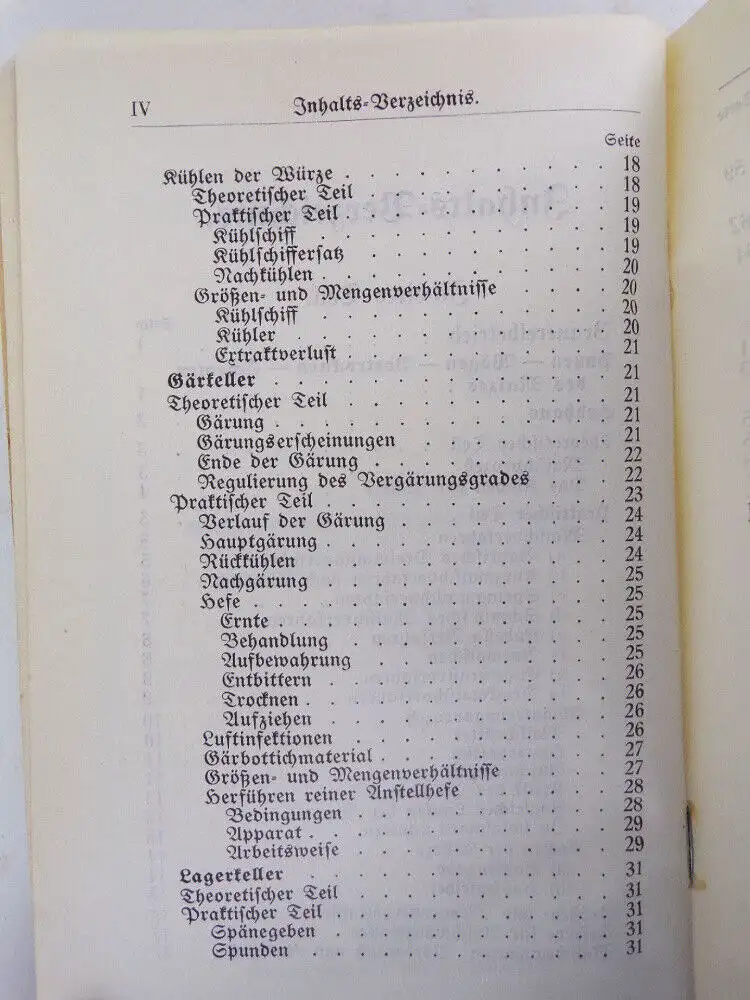 IV Inhalts-Verzeichnis.
Seite
Kühlen der Würze . . . . . . . . . . . 18
Theoretischer Teil . . . . . . . . . . 18
Praktischer Teil . . . . . . . . . . . 19
Kühlschiff . . . . . . . . . . . . 19
Kühlschiffersatz . . . . . . . . . . 19
Nachkühlen . . . . . . . . . . . . 20
Größen- und Mengenverhältnisse . . . . . 20
Kühlschiff . . . . . . . . . . . . 20
Kühler . . . . . . . . . . . . . 20
Extraktverlust . . . . . . . . . . . 21
Gärkeller . . . . . . . . . . . . . 21
Theoretischer Teil . . . . . . . . . . . 21
Gärung . . . . . . . . . . . . . 21
Gärungserscheinungen . . . . . . . . . 21
Ende der Gärung . . . . . . . . . . 22
Regulierung des Vergärungsgrades . . . . 22
Praktischer Teil . . . . . . . . . . . . 23
Verlauf der Gärung . . . . . . . . . . 24
Hauptgärung . . . . . . . . . . . . 24
Rückkühlen . . . . . . . . . . . . 24
Nachgärung . . . . . . . . . . . . 25
Hefe . . . . . . . . . . . . . . 25
Ernte . . . . . . . . . . . . . 25
Behandlung . . . . . . . . . . . 25
Aufbewahrung . . . . . . . . . . 25
Entbittern . . . . . . . . . . . . 26
Trocknen . . . . . . . . . . . . 26
Aufziehen . . . . . . . . . . . . 26
Luftinfektionen . . . . . . . . . . . 26
Gärbottichmaterial . . . . . . . . . . 27
Größen- und Mengenverhältnisse . . . . . 27
Herführen reiner Anstellhefe . . . . . . . 28
Bedingungen . . . . . . . . . . . 28
Apparat . . . . . . . . . . . . . 29
Arbeitsweise . . . . . . . . . . . 29
Lagerkeller . . . . . . . . . . . . 31
Theoretischer Teil . . . . . . . . . . . 31
Praktischer Teil . . . . . . . . . . . . 31
Spänegeben . . . . . . . . . . . . 31
Spunden . . . . . . . . . . . . . 31